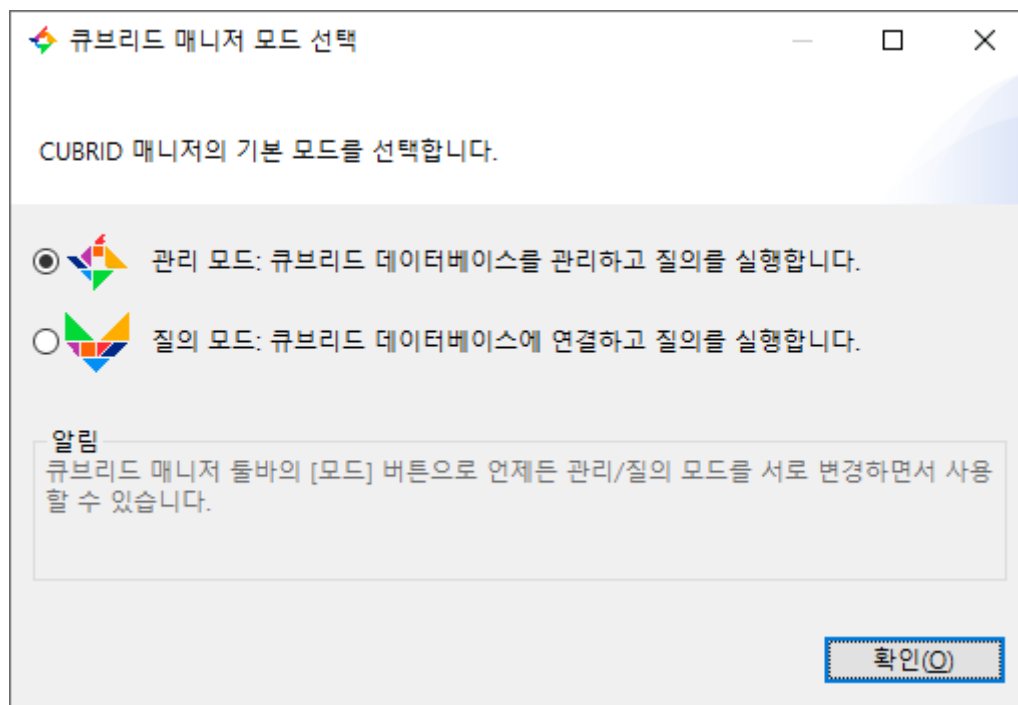 큐브리드 매니저 모드 선택
CUBRID 매니저의 기본 모드를 선택합니다.
관리 모드: 큐브리드 데이터베이스를 관리하고 질의를 실행합니다.
질의 모드: 큐브리드 데이터베이스에 연결하고 질의를 실행합니다.
알림
큐브리드 매니저 툴바의 [모드] 버튼으로 언제든 관리/질의 모드를 서로 변경하면서 사용
할 수 있습니다.
확인(O)